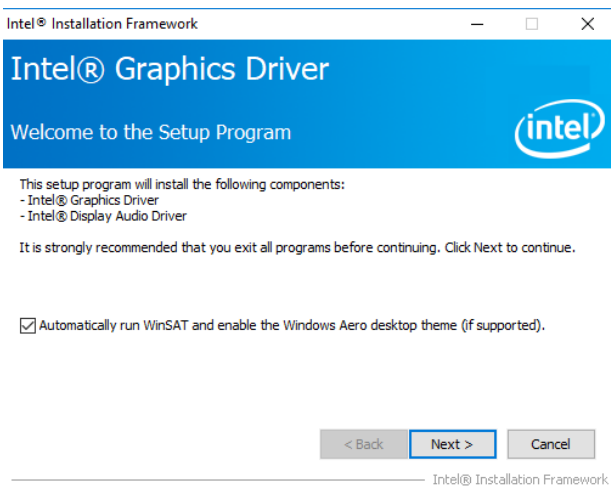 Intel® Installation Framework
Intel® Graphics Driver
Welcome to the Setup Program
intel®
This setup program will install the following components:
- Intel® Graphics Driver
- Intel® Display Audio Driver
It is strongly recommended that you exit all programs before continuing. Click Next to continue.
Automatically run WinSAT and enable the Windows Aero desktop theme (if supported).
< Back Next > Cancel
Intel® Installation Framework